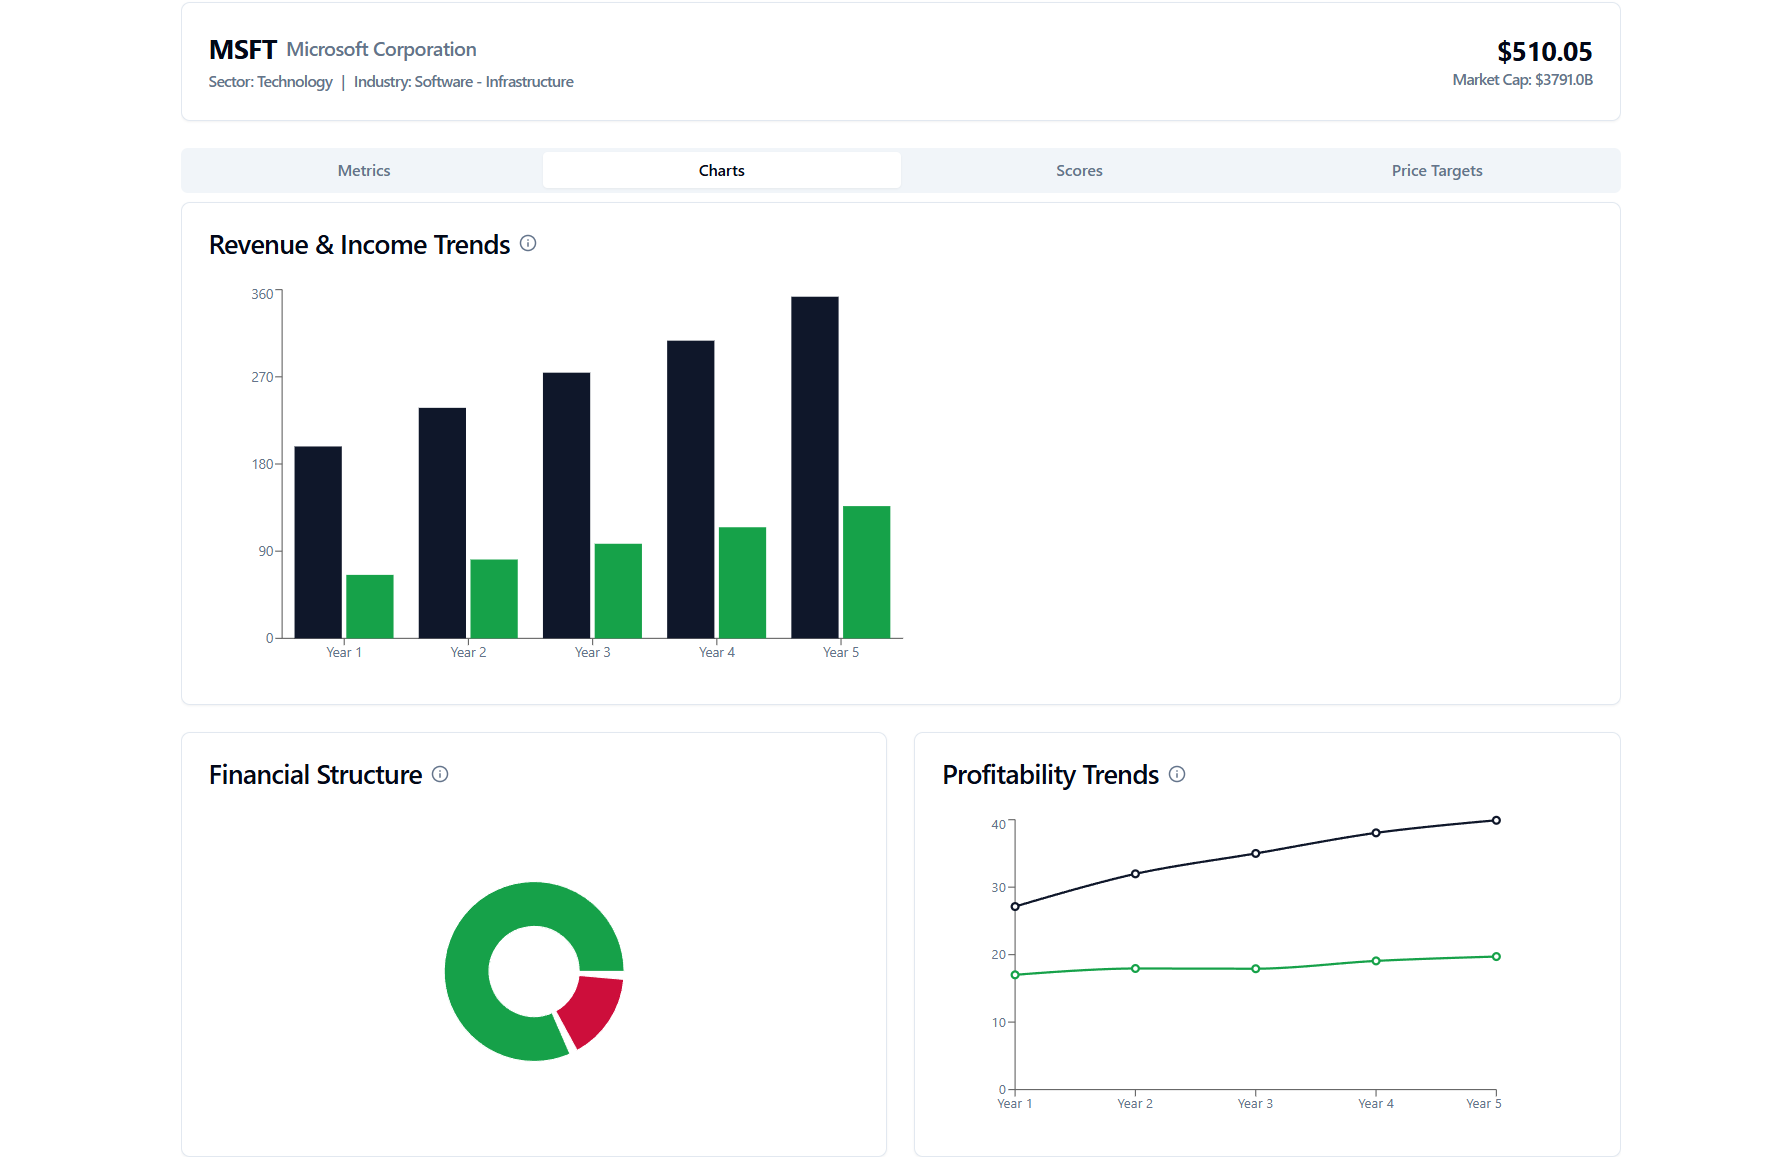 MSFT Microsoft Corporation
$510.05
Sector: Technology | Industry: Software - Infrastructure
Market Cap: $3791.0B
Metrics
Charts
Scores
Price Targets
Revenue & Income Trends
360
270
180
90
0
Year 1
Year 2
Year 3
Year 4
Year 5
Financial Structure
Profitability Trends
40
30
20
10
0
Year 1
Year 2
Year 3
Year 4
Year 5